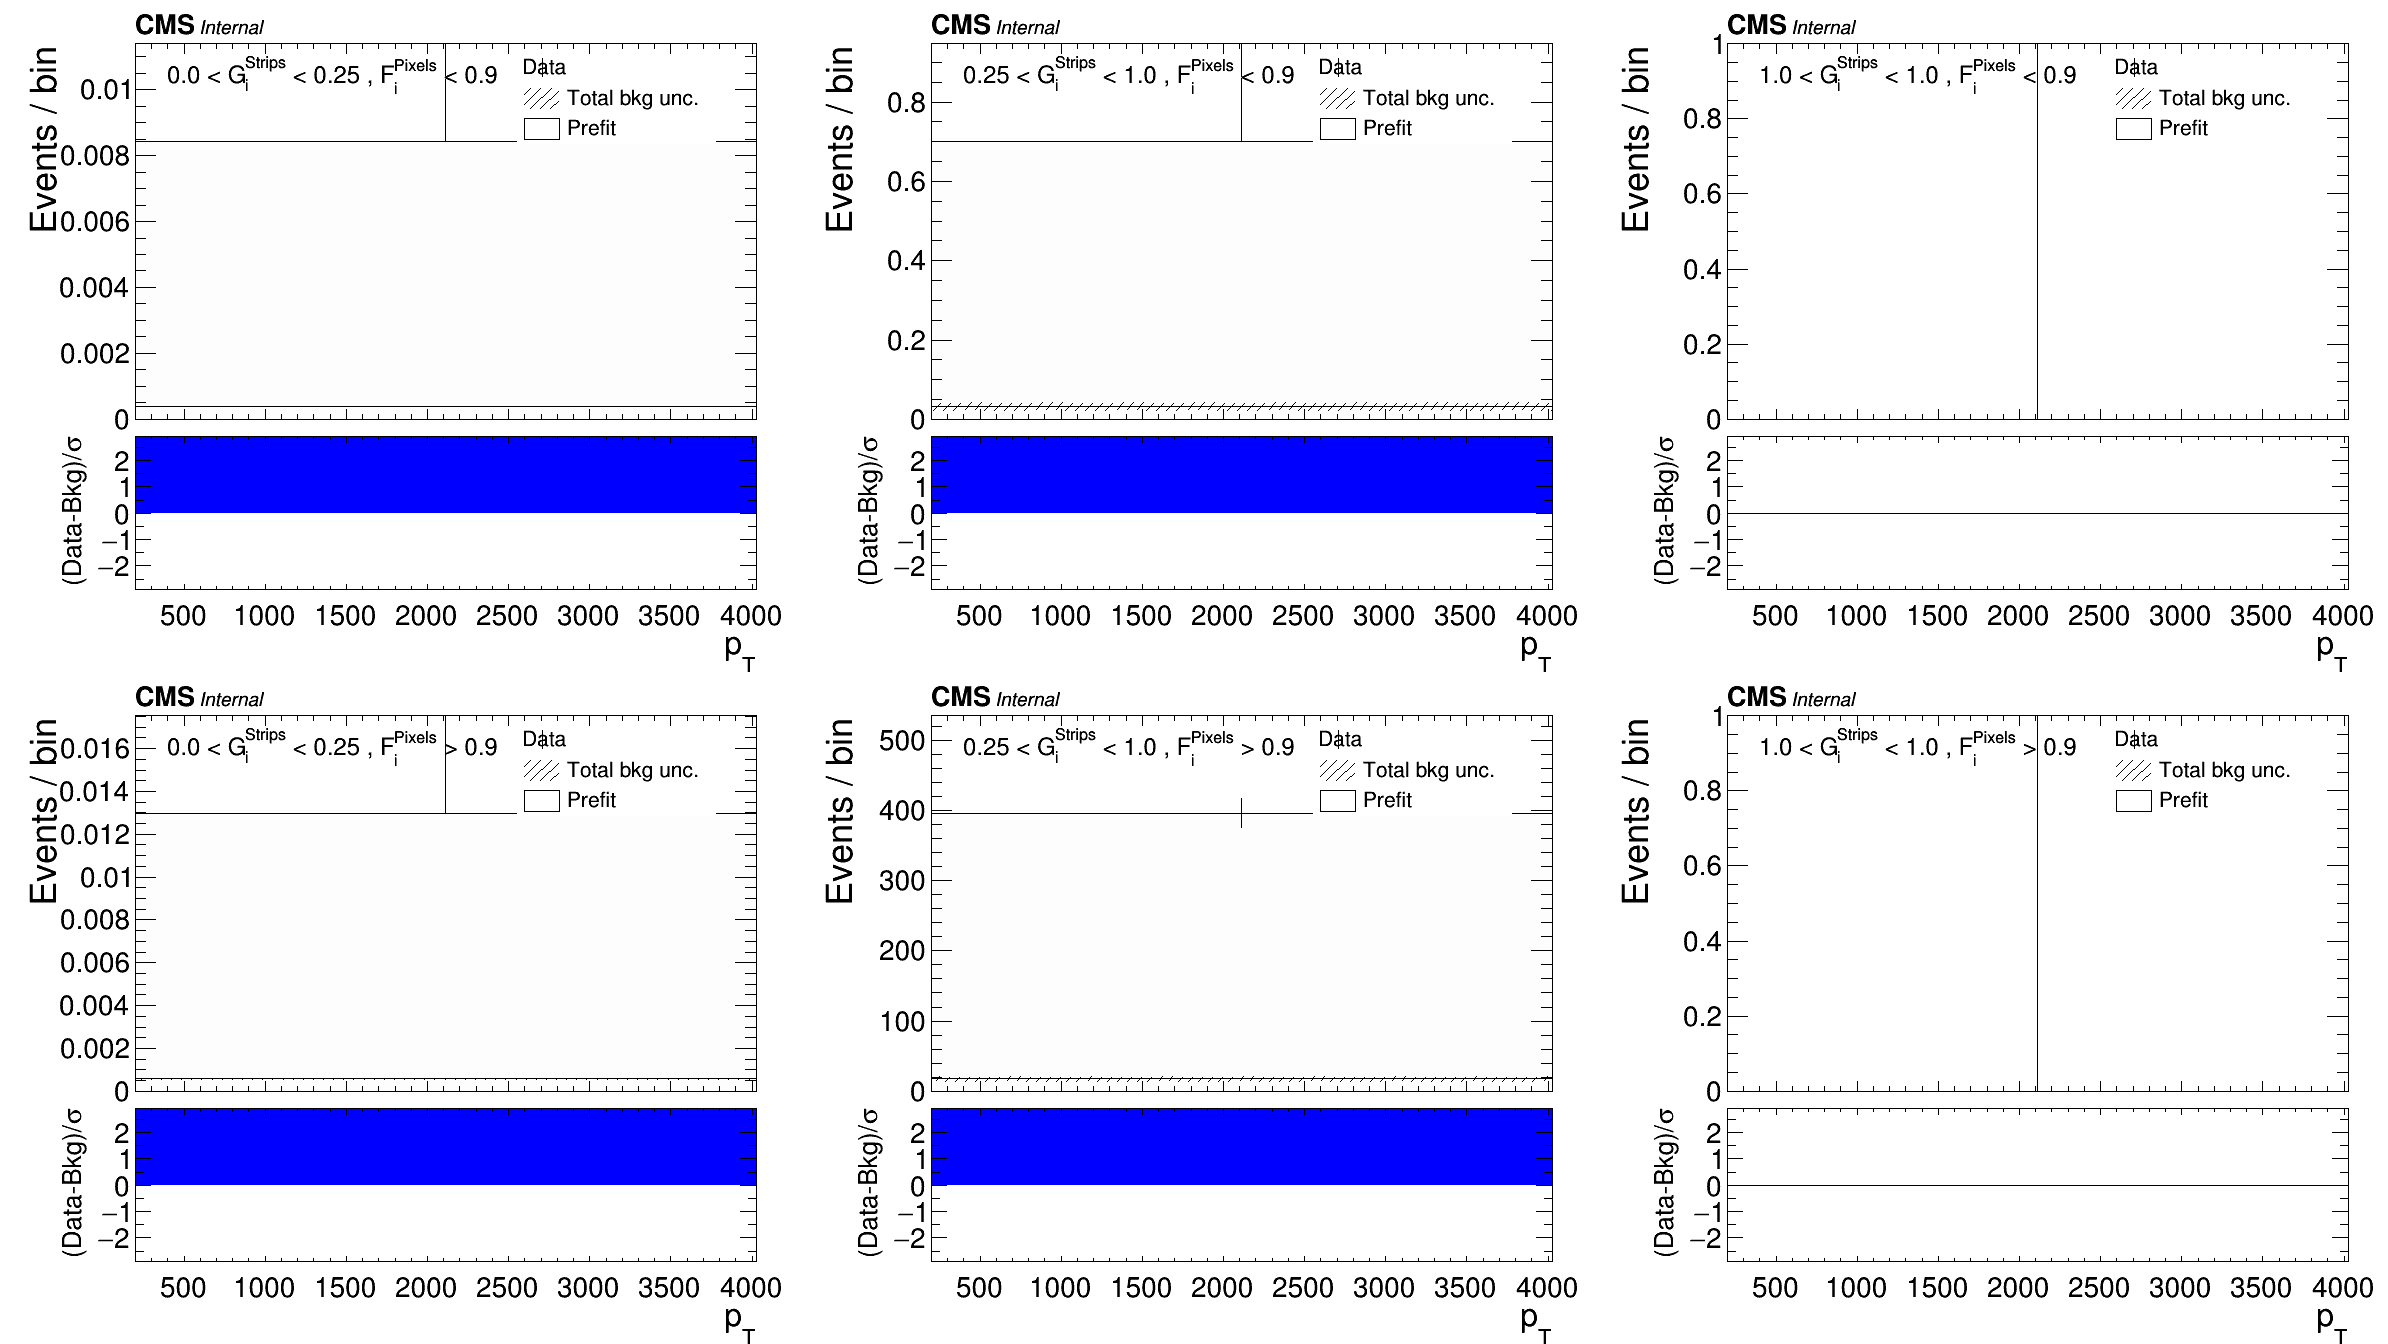 CMS Internal
0.0 < G_i^Strips < 0.25 , F_i^Pixels < 0.9
Data
Total bkg unc.
Prefit
Events / bin
0.01
0.008
0.006
0.004
0.002
0
(Data-Bkg)/σ
2
1
0
−1
−2
500 1000 1500 2000 2500 3000 3500 4000
p_T
CMS Internal
0.25 < G_i^Strips < 1.0 , F_i^Pixels < 0.9
Data
Total bkg unc.
Prefit
Events / bin
0.8
0.6
0.4
0.2
0
(Data-Bkg)/σ
2
1
0
−1
−2
500 1000 1500 2000 2500 3000 3500 4000
p_T
CMS Internal
1.0 < G_i^Strips < 1.0 , F_i^Pixels < 0.9
Data
Total bkg unc.
Prefit
Events / bin
1
0.8
0.6
0.4
0.2
0
(Data-Bkg)/σ
2
1
0
−1
−2
500 1000 1500 2000 2500 3000 3500 4000
p_T
CMS Internal
0.0 < G_i^Strips < 0.25 , F_i^Pixels > 0.9
Data
Total bkg unc.
Prefit
Events / bin
0.016
0.014
0.012
0.01
0.008
0.006
0.004
0.002
0
(Data-Bkg)/σ
2
1
0
−1
−2
500 1000 1500 2000 2500 3000 3500 4000
p_T
CMS Internal
0.25 < G_i^Strips < 1.0 , F_i^Pixels > 0.9
Data
Total bkg unc.
Prefit
Events / bin
500
400
300
200
100
0
(Data-Bkg)/σ
2
1
0
−1
−2
500 1000 1500 2000 2500 3000 3500 4000
p_T
CMS Internal
1.0 < G_i^Strips < 1.0 , F_i^Pixels > 0.9
Data
Total bkg unc.
Prefit
Events / bin
1
0.8
0.6
0.4
0.2
0
(Data-Bkg)/σ
2
1
0
−1
−2
500 1000 1500 2000 2500 3000 3500 4000
p_T